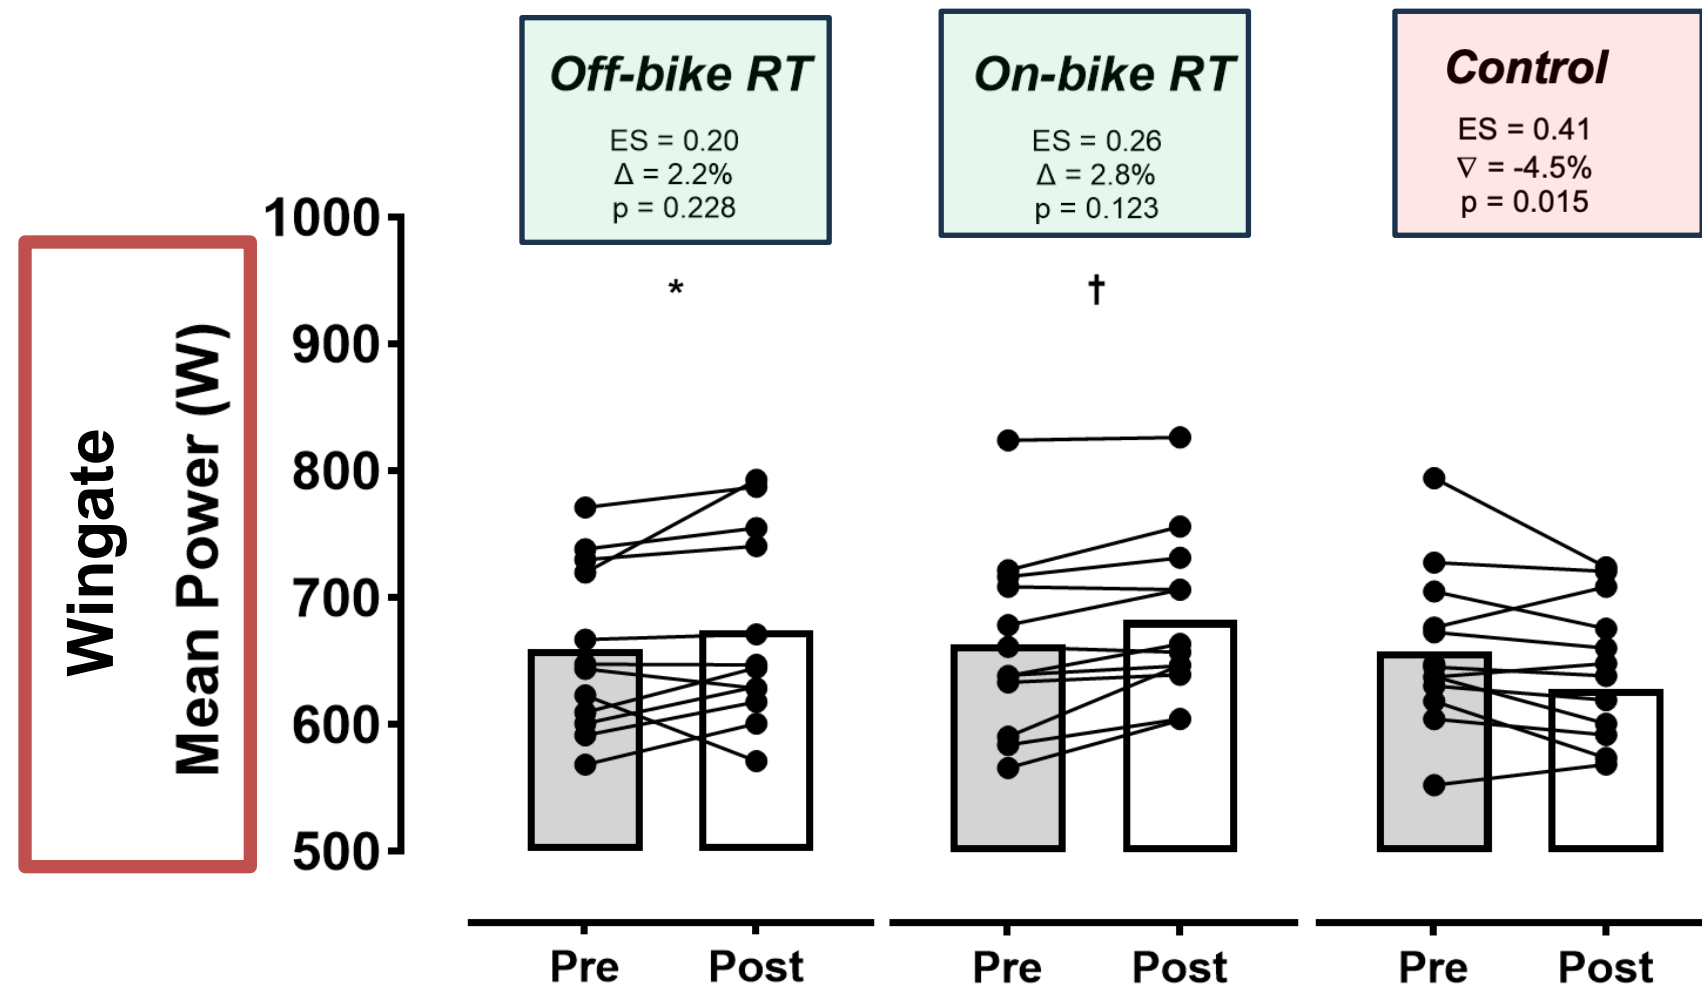 Off-bike RT
ES = 0.20
Δ = 2.2%
p = 0.228
On-bike RT
ES = 0.26
Δ = 2.8%
p = 0.123
Control
ES = 0.41
∇ = -4.5%
p = 0.015
Wingate
Mean Power (W)
1000
900
800
700
600
500
*
†
Pre
Post
Pre
Post
Pre
Post